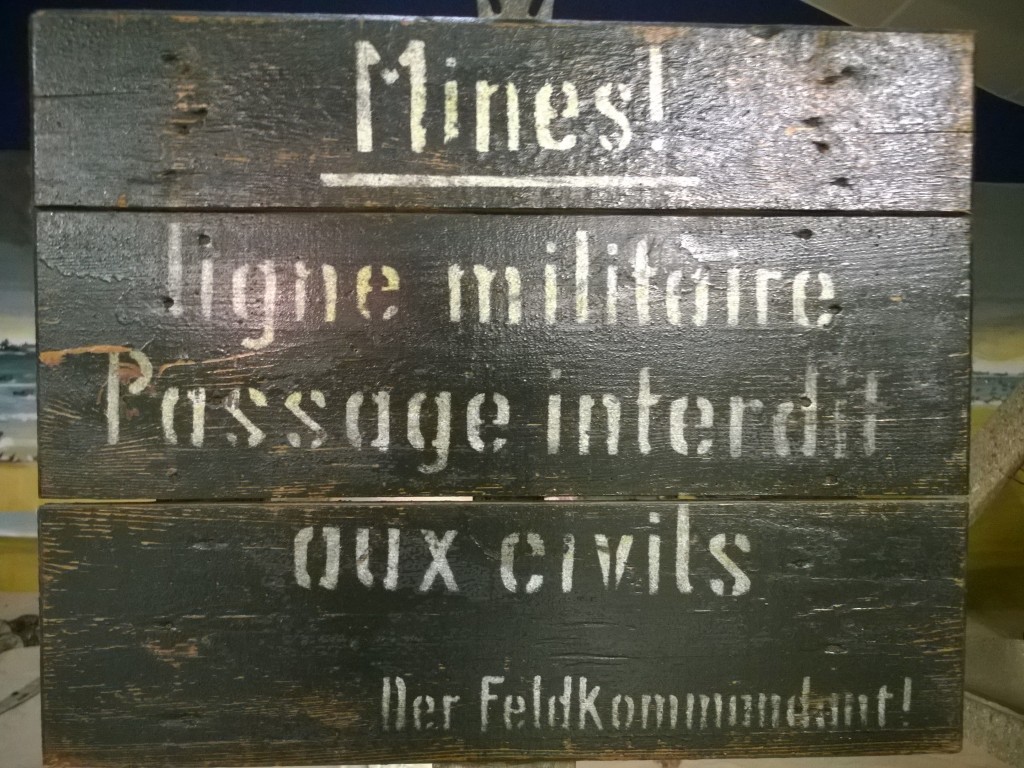 Mines!
ligne militaire
Passage interdit
aux civils
Der Feldkommandant!